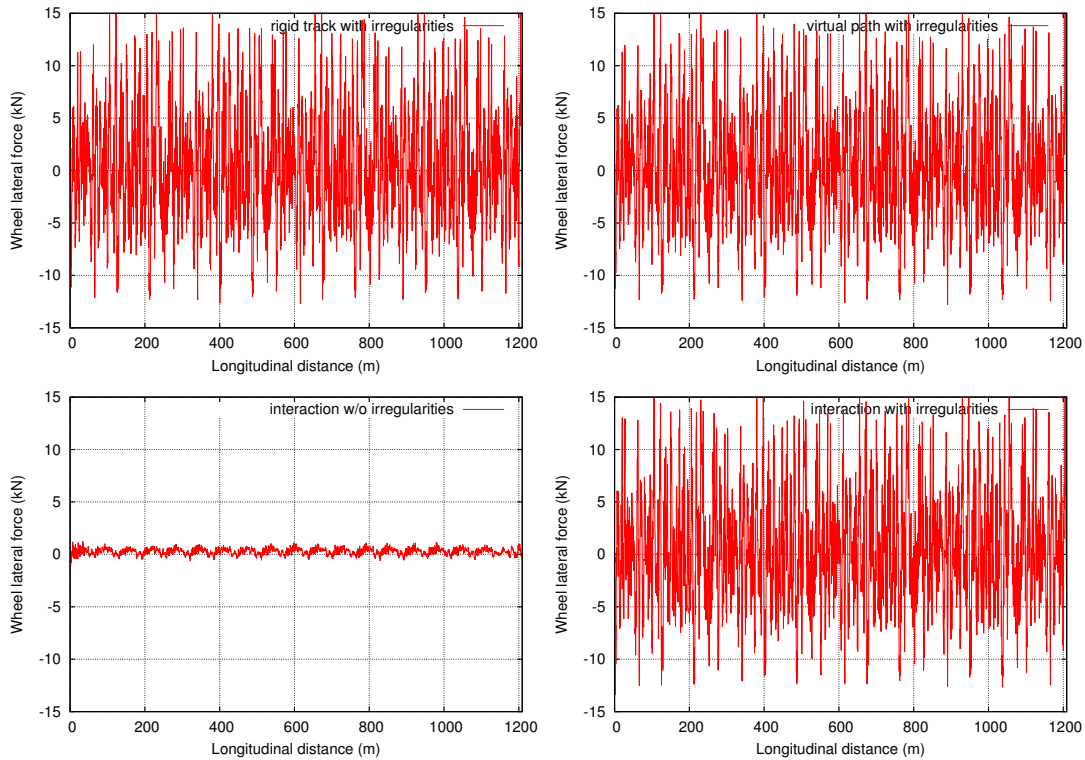 rigid track with irregularities
Wheel lateral force (kN)
15
10
5
0
-5
-10
-15
0 200 400 600 800 1000 1200
Longitudinal distance (m)
virtual path with irregularities
Wheel lateral force (kN)
15
10
5
0
-5
-10
-15
0 200 400 600 800 1000 1200
Longitudinal distance (m)
interaction w/o irregularities
Wheel lateral force (kN)
15
10
5
0
-5
-10
-15
0 200 400 600 800 1000 1200
Longitudinal distance (m)
interaction with irregularities
Wheel lateral force (kN)
15
10
5
0
-5
-10
-15
0 200 400 600 800 1000 1200
Longitudinal distance (m)